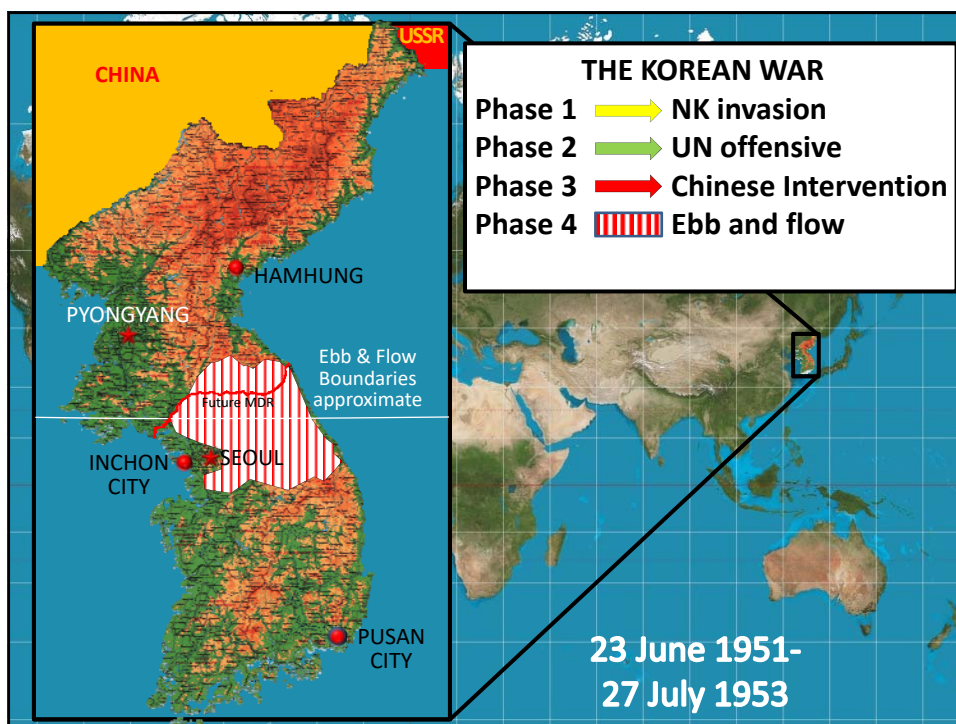 CHINA
USSR
THE KOREAN WAR
Phase 1 NK invasion
Phase 2 UN offensive
Phase 3 Chinese Intervention
Phase 4 Ebb and flow
HAMHUNG
PYONGYANG
Ebb & Flow
Boundaries
approximate
Future MDR
INCHON
CITY
SEOUL
PUSAN
CITY
23 June 1951-
27 July 1953